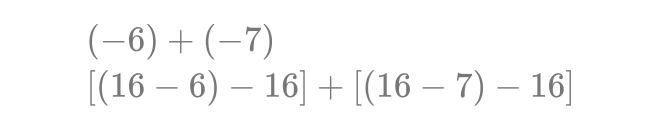 (−6) + (−7)
[(16 − 6) − 16] + [(16 − 7) − 16]